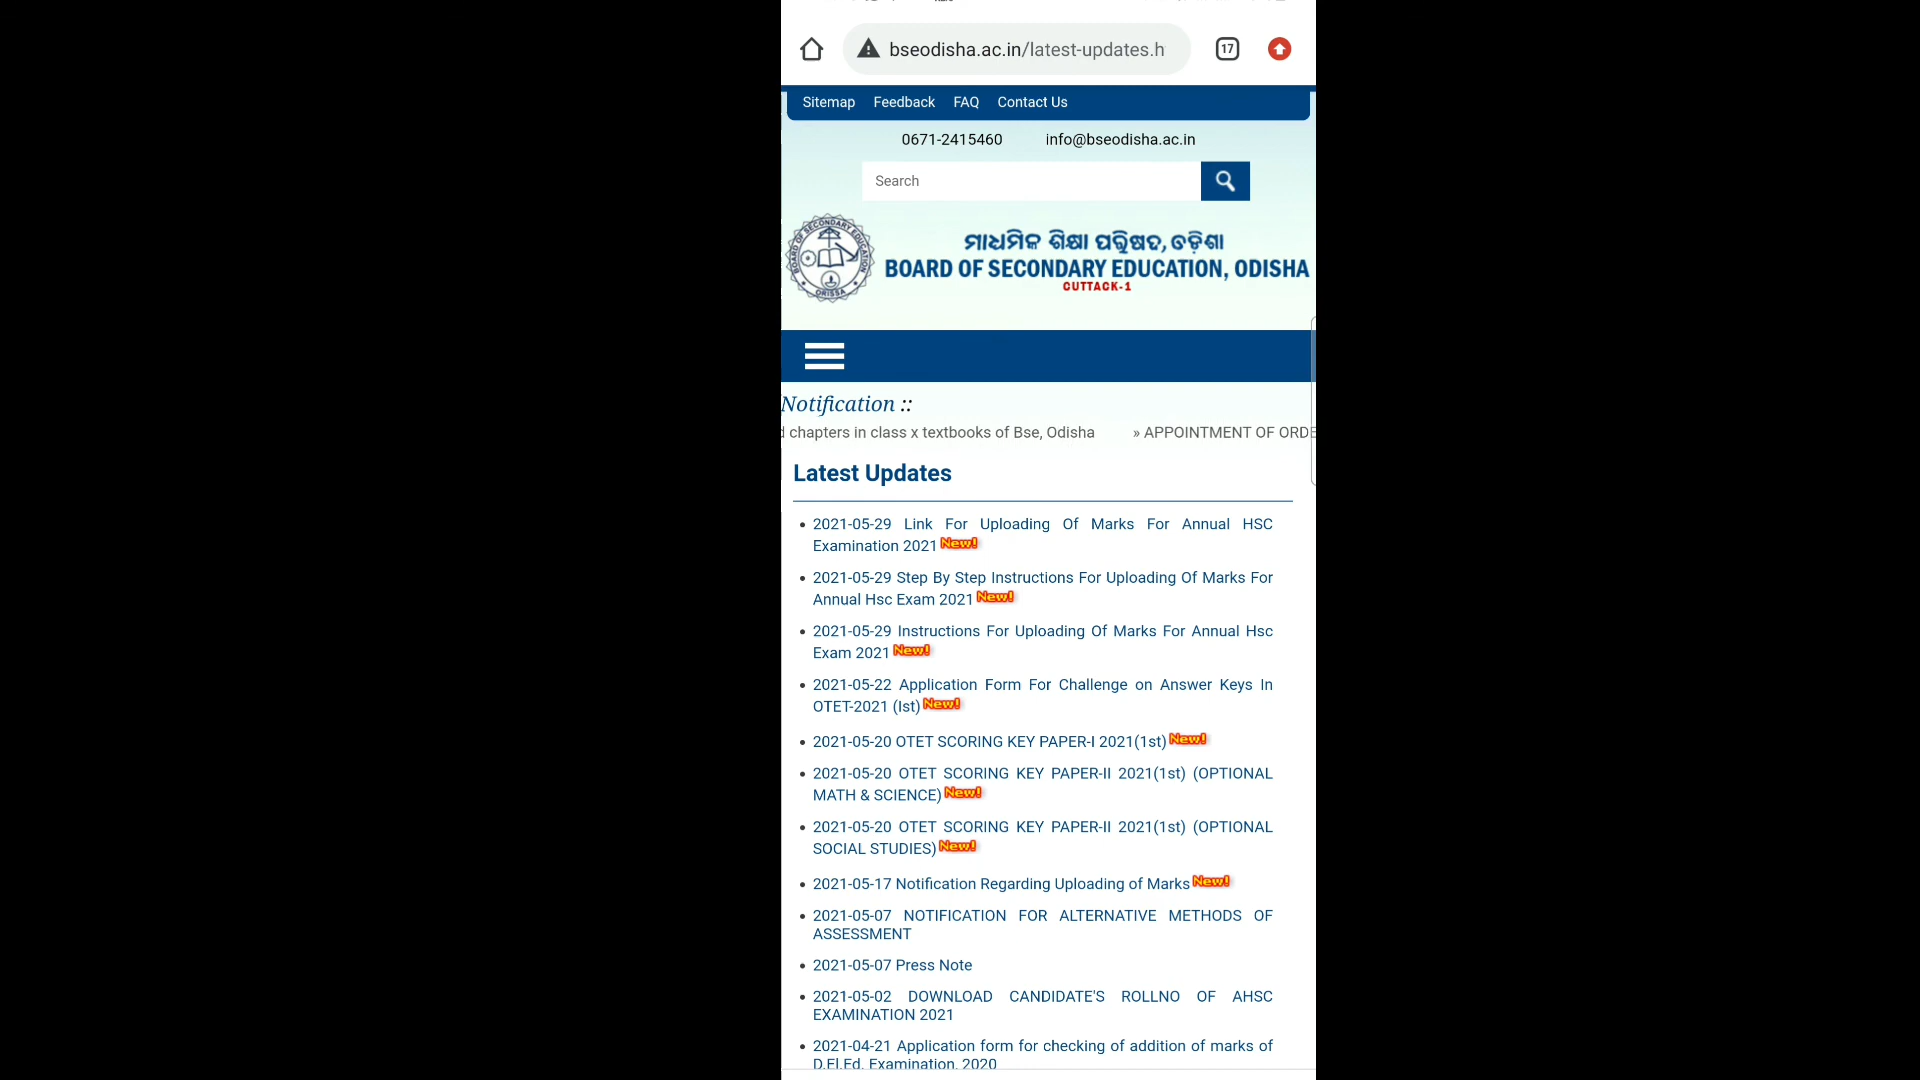 bseodisha.ac.in/latest-updates.h
17
Sitemap Feedback FAQ Contact Us
0671-2415460 info@bseodisha.ac.in
Search
BOARD OF SECONDARY EDUCATION
ORISSA
ମାଧ୍ୟମିକ ଶିକ୍ଷା ପରିଷଦ, ଓଡ଼ିଶା
BOARD OF SECONDARY EDUCATION, ODISHA
CUTTACK-1
Notification ::
d chapters in class x textbooks of Bse, Odisha » APPOINTMENT OF ORDE
Latest Updates
• 2021-05-29 Link For Uploading Of Marks For Annual HSC
Examination 2021 New!
• 2021-05-29 Step By Step Instructions For Uploading Of Marks For
Annual Hsc Exam 2021 New!
• 2021-05-29 Instructions For Uploading Of Marks For Annual Hsc
Exam 2021 New!
• 2021-05-22 Application Form For Challenge on Answer Keys In
OTET-2021 (Ist) New!
• 2021-05-20 OTET SCORING KEY PAPER-I 2021(1st) New!
• 2021-05-20 OTET SCORING KEY PAPER-II 2021(1st) (OPTIONAL
MATH & SCIENCE) New!
• 2021-05-20 OTET SCORING KEY PAPER-II 2021(1st) (OPTIONAL
SOCIAL STUDIES) New!
• 2021-05-17 Notification Regarding Uploading of Marks New!
• 2021-05-07 NOTIFICATION FOR ALTERNATIVE METHODS OF
ASSESSMENT
• 2021-05-07 Press Note
• 2021-05-02 DOWNLOAD CANDIDATE'S ROLLNO OF AHSC
EXAMINATION 2021
• 2021-04-21 Application form for checking of addition of marks of
D.El.Ed. Examination, 2020